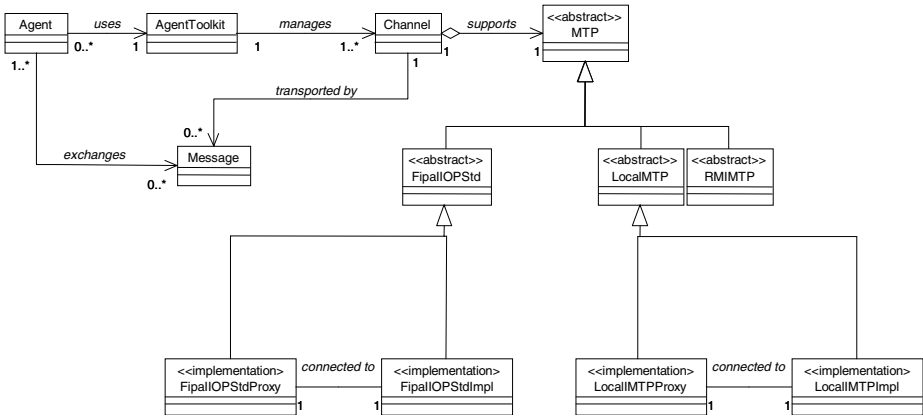 <<abstract>>
MTP
Agent
uses
AgentToolkit
manages
Channel
supports
0..*
1
1
1..*
1
1
1..*
1
transported by
0..*
exchanges
Message
0..*
<<abstract>>
FipaIIOPStd
<<abstract>>
LocalMTP
<<abstract>>
RMIMTP
<<implementation>>
FipaIIOPStdProxy
connected to
1
1
<<implementation>>
FipaIIOPStdImpl
<<implementation>>
LocalMTPProxy
connected to
1
1
<<implementation>>
LocalIMTPImpl